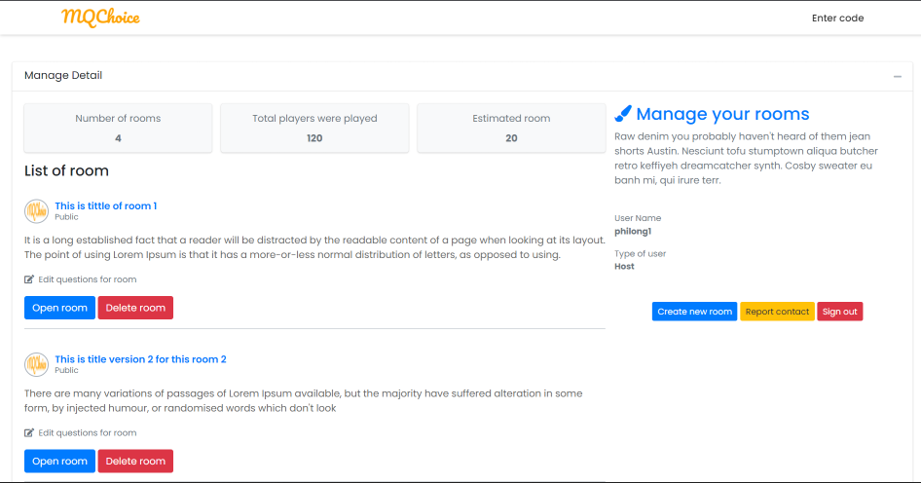 MQChoice
Enter code
Manage Detail
Number of rooms
4
Total players were played
120
Estimated room
20
List of room
This is tittle of room 1
Public
It is a long established fact that a reader will be distracted by the readable content of a page when looking at its layout.
The point of using Lorem Ipsum is that it has a more-or-less normal distribution of letters, as opposed to using.
Edit questions for room
Open room
Delete room
This is title version 2 for this room 2
Public
There are many variations of passages of Lorem Ipsum available, but the majority have suffered alteration in some
form, by injected humour, or randomised words which don't look
Edit questions for room
Open room
Delete room
Manage your rooms
Raw denim you probably haven't heard of them jean
shorts Austin. Nesciunt tofu stumptown aliqua butcher
retro keffiyeh dreamcatcher synth. Cosby sweater eu
banh mi, qui irure terr.
User Name
philong1
Type of user
Host
Create new room
Report contact
Sign out